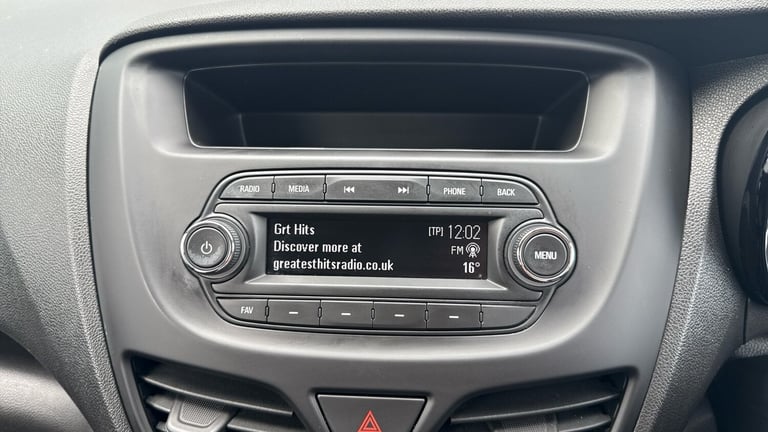 RADIO MEDIA PHONE BACK
Grt Hits [TP] 12:02
Discover more at FM
greatesthitsradio.co.uk 16°
MENU
FAV